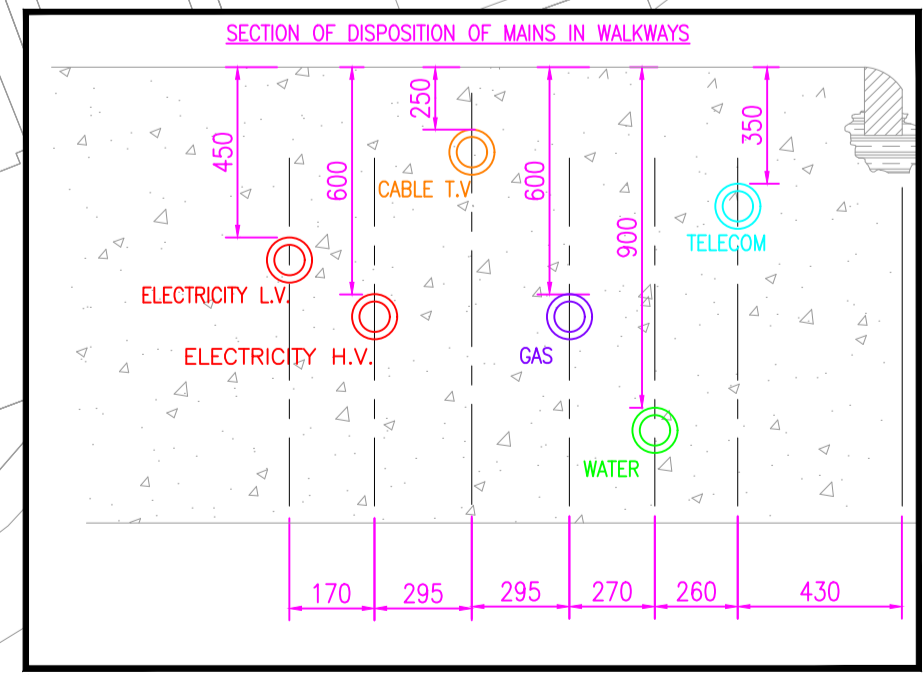 SECTION OF DISPOSITION OF MAINS IN WALKWAYS
450
600
250
600
900
350
CABLE T.V
TELECOM
ELECTRICITY L.V.
ELECTRICITY H.V.
GAS
WATER
170
295
295
270
260
430